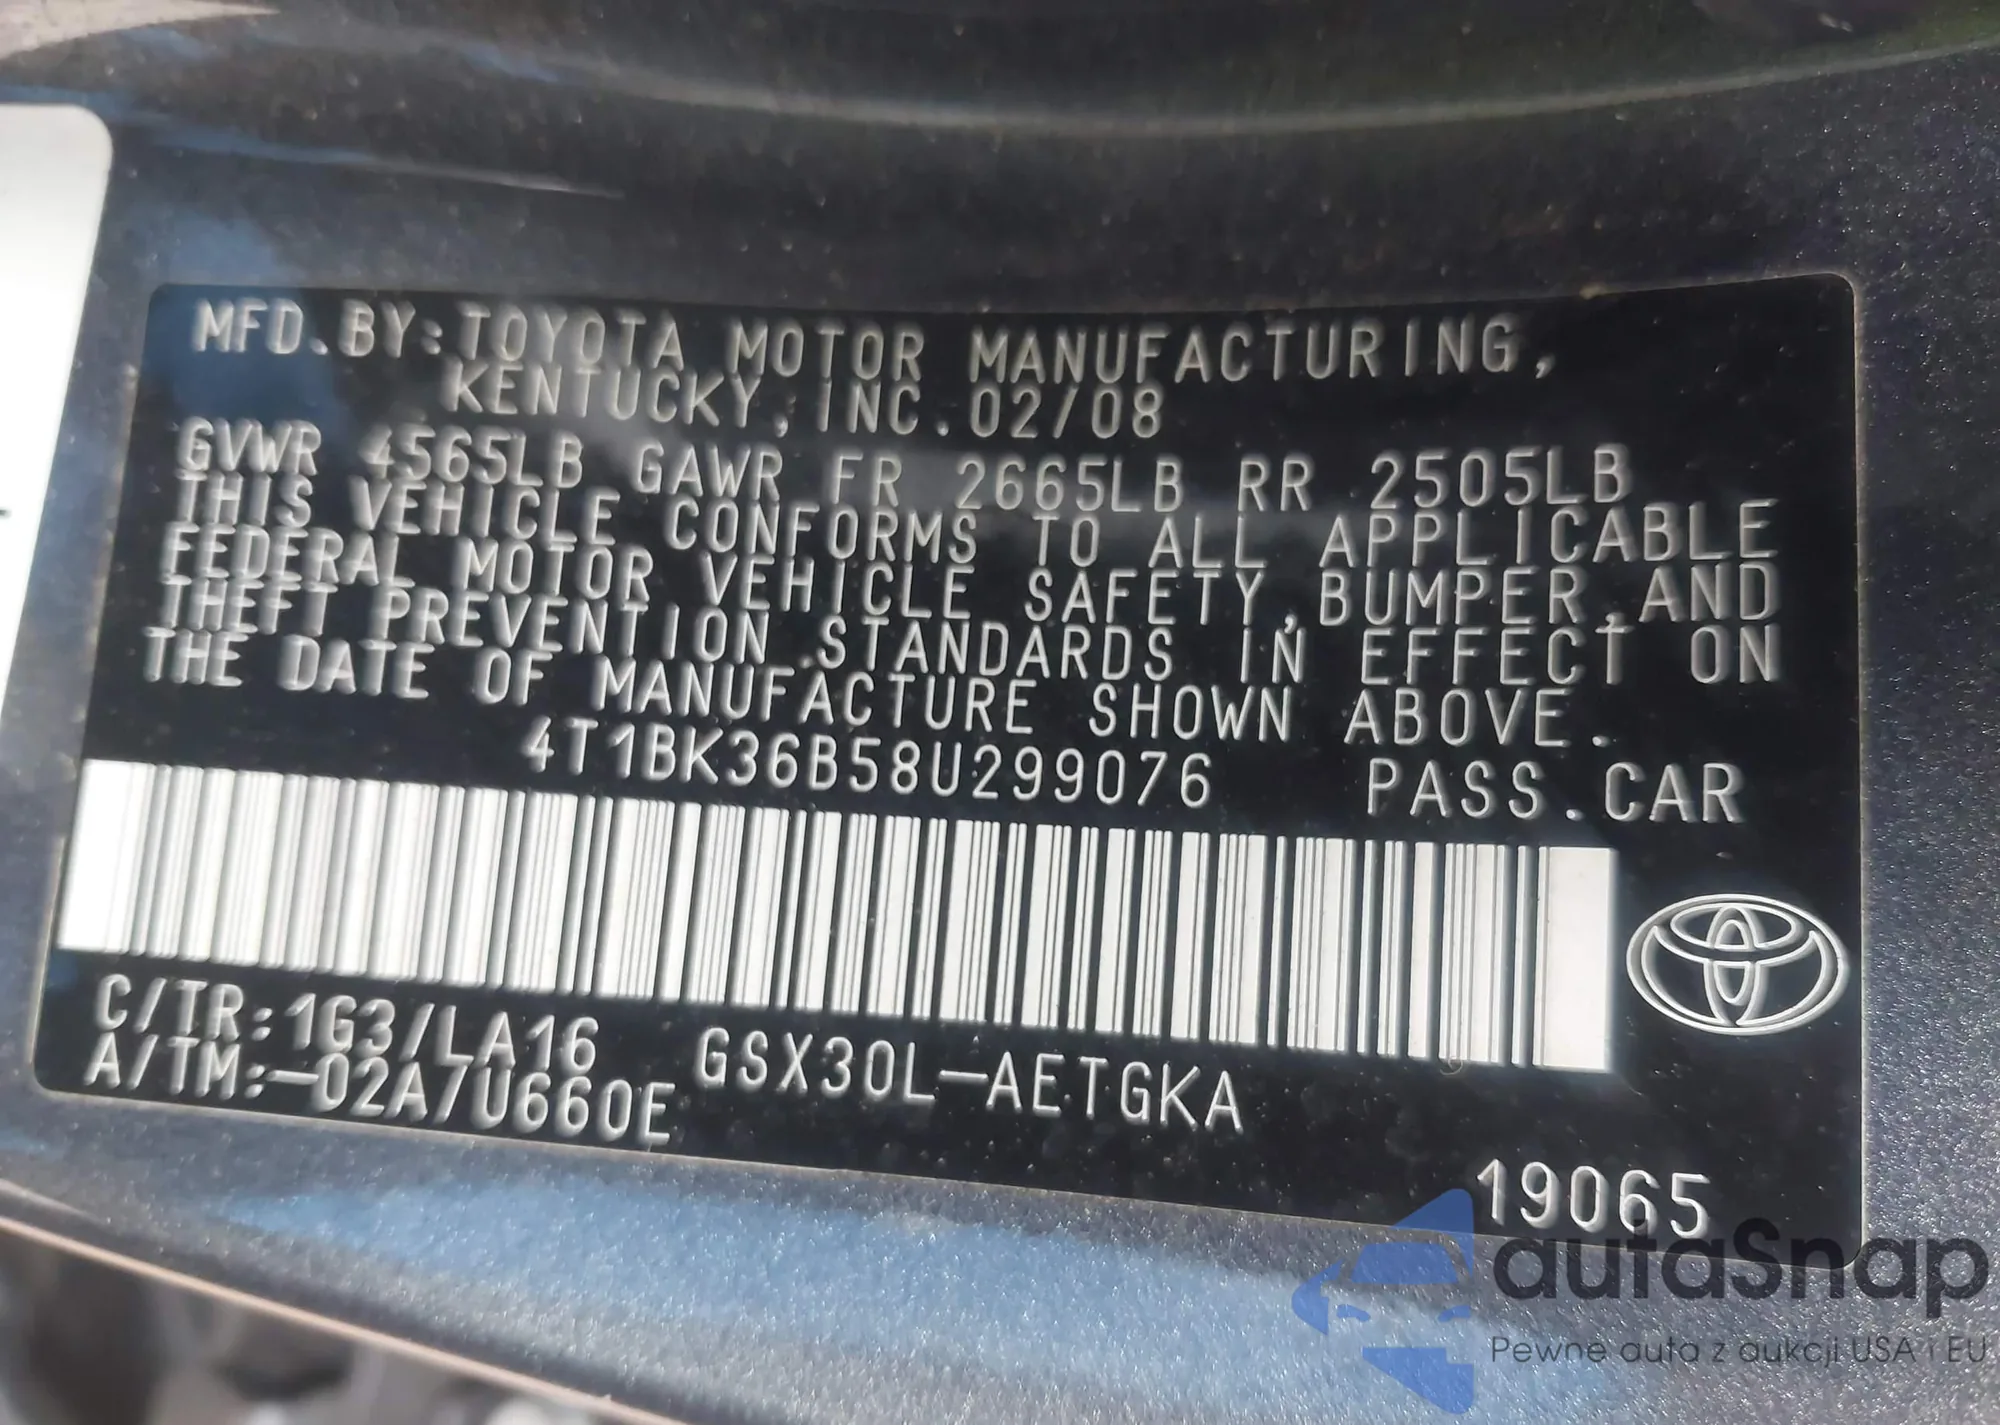 MFD.BY:TOYOTA MOTOR MANUFACTURING,
KENTUCKY, INC. 02/08
GVWR 4565LB GAWR FR 2665LB RR 2505LB
THIS VEHICLE CONFORMS TO ALL APPLICABLE
FEDERAL MOTOR VEHICLE SAFETY,BUMPER,AND
THEFT PREVENTION STANDARDS IN EFFECT ON
THE DATE OF MANUFACTURE SHOWN ABOVE.
4T1BK36B58U299076 PASS.CAR
C/TR:1G3/LA16 GSX30L-AETGKA
A/TM:-02A/U660E
19065
autaSnap
Pewne auta z aukcji USA i EU